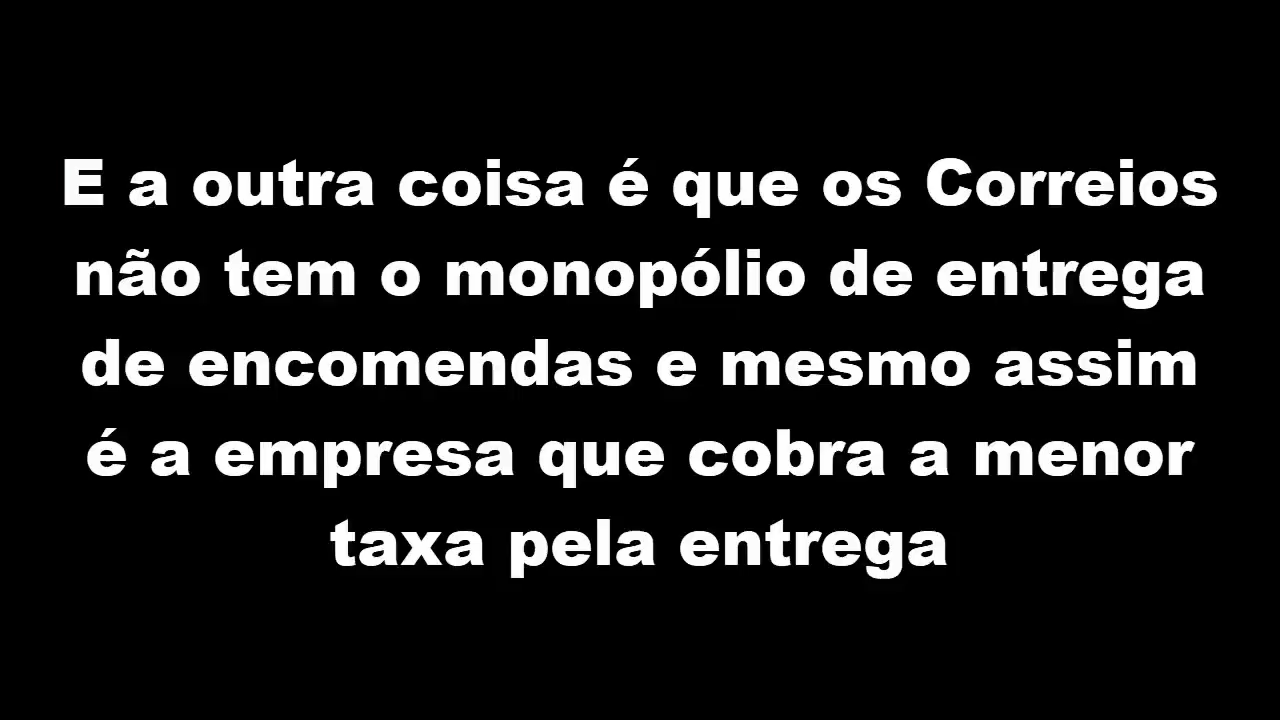 E a outra coisa é que os Correios
não tem o monopólio de entrega
de encomendas e mesmo assim
é a empresa que cobra a menor
taxa pela entrega